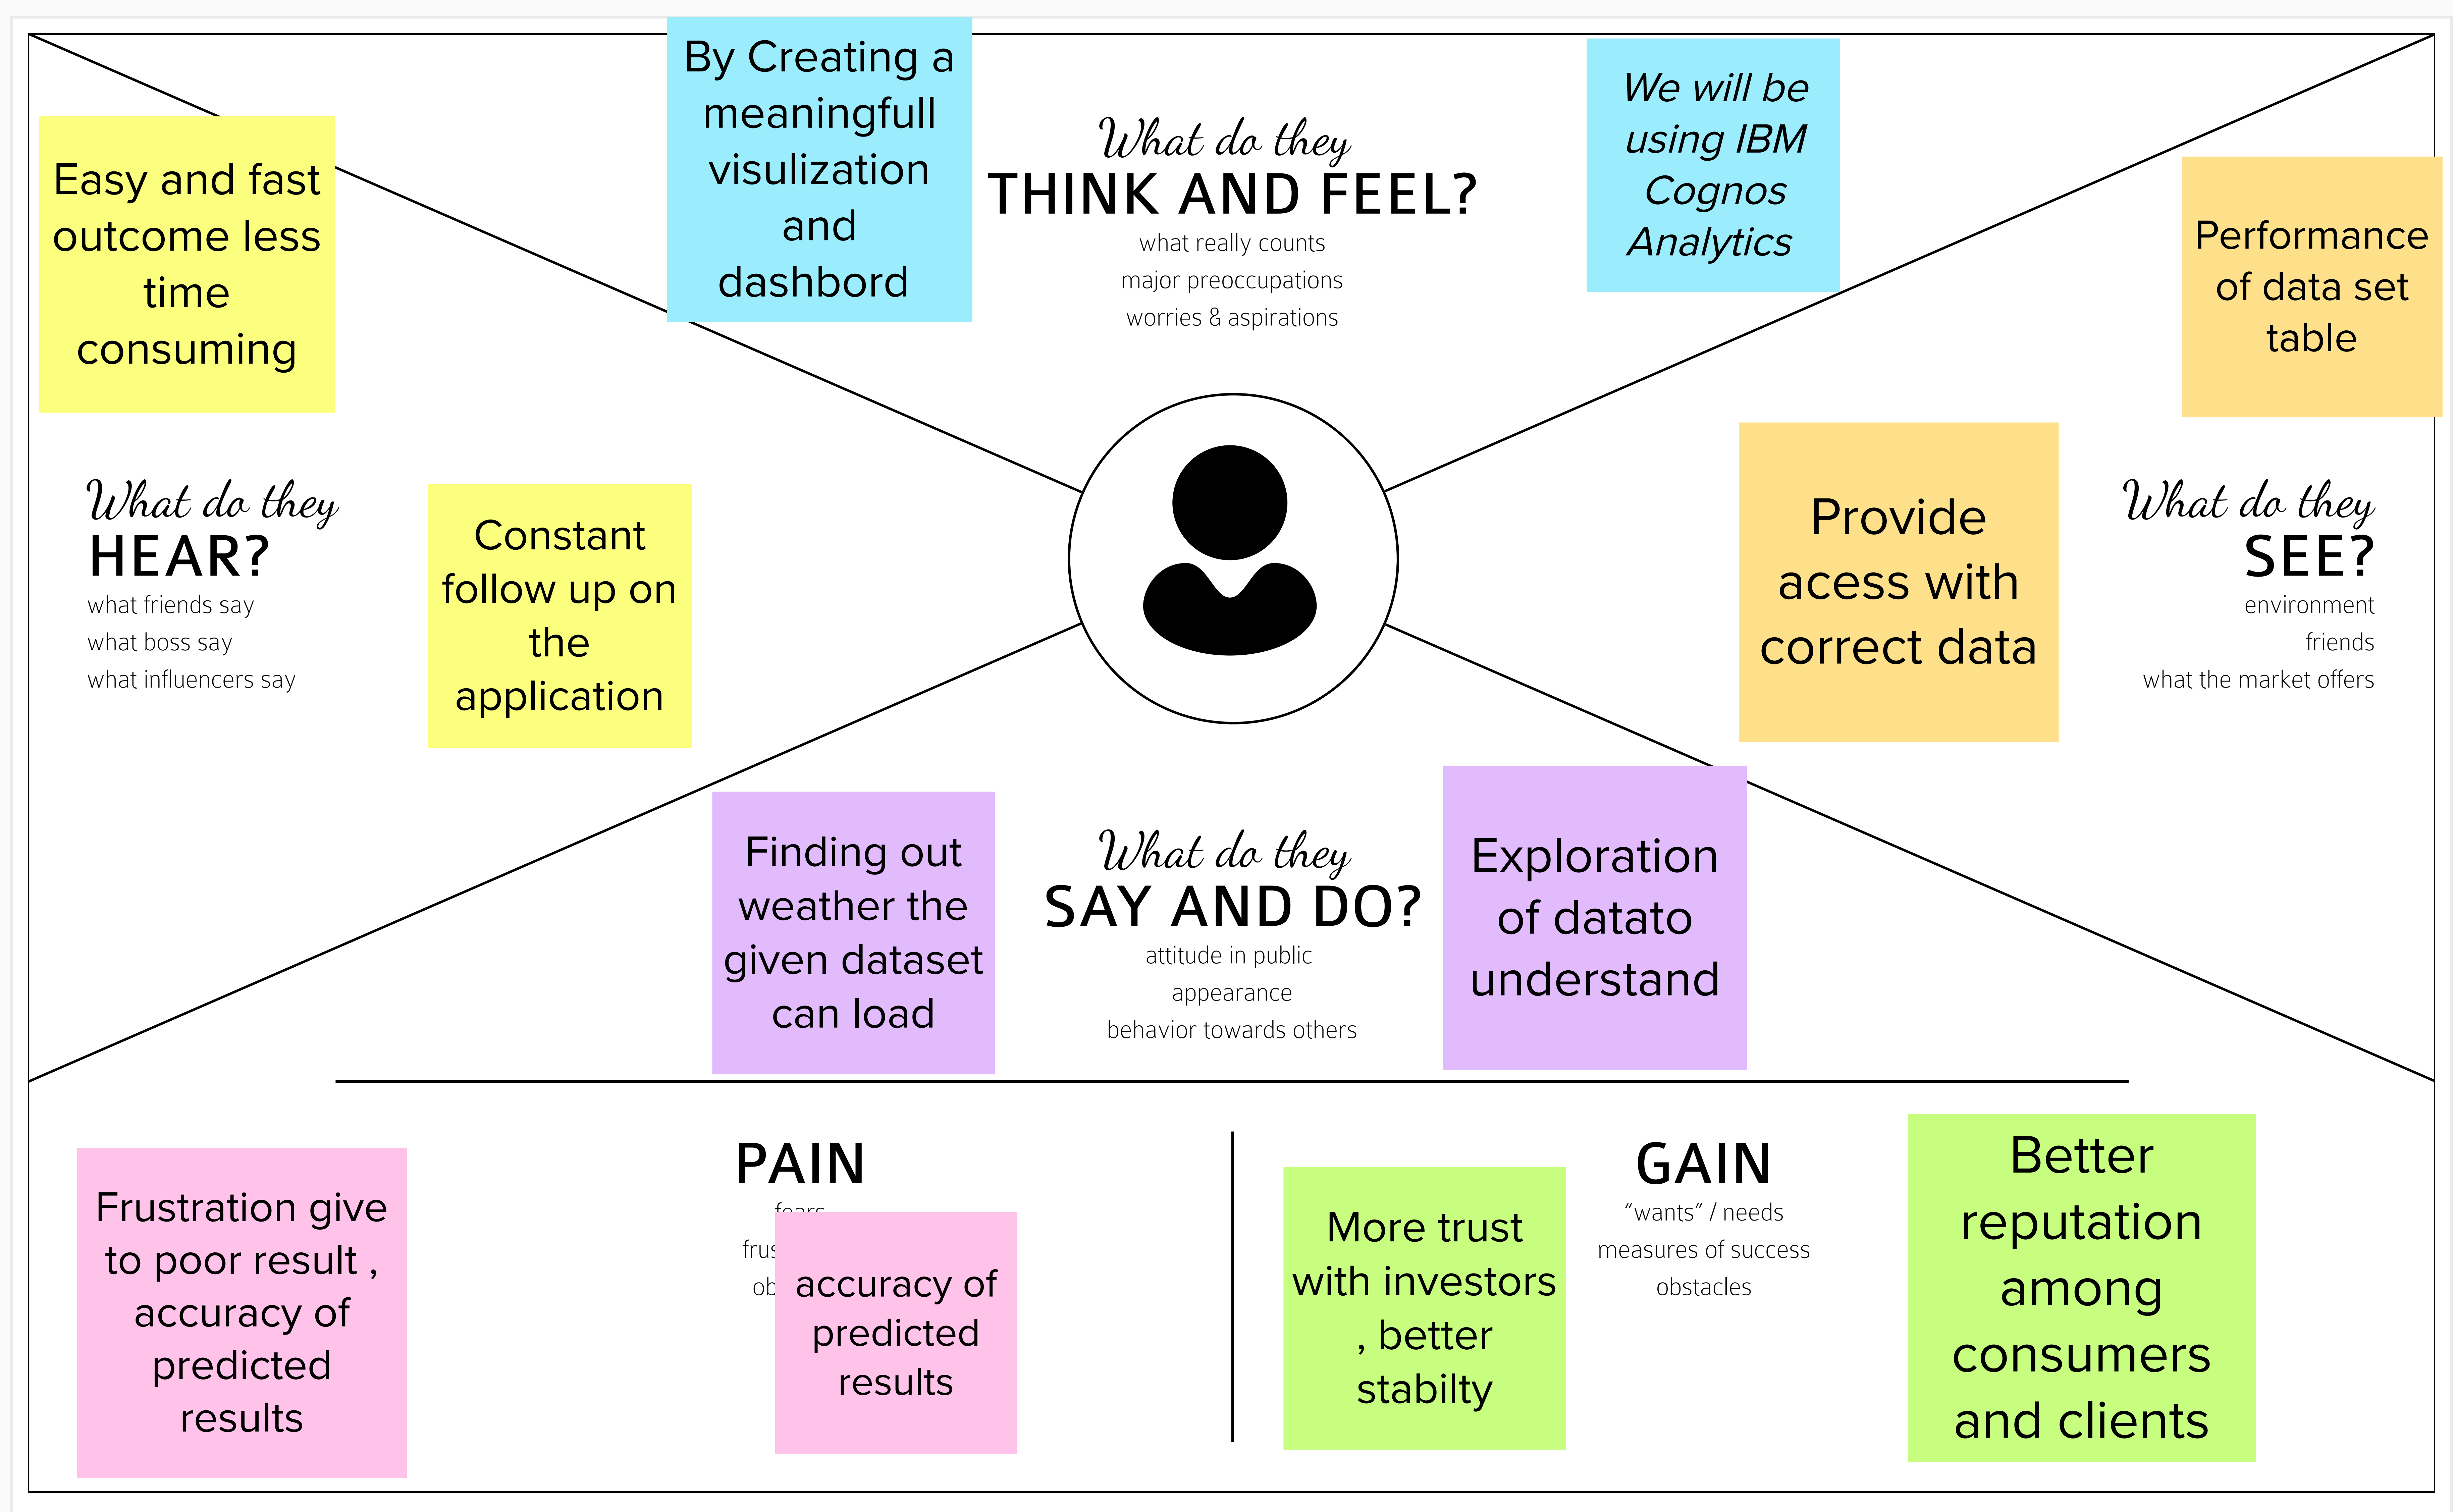 By Creating a
meaningfull
visulization
and
dashbord
What do they
THINK AND FEEL?
what really counts
major preoccupations
worries & aspirations
We will be
using IBM
Cognos
Analytics
Easy and fast
outcome less
time
consuming
Performance
of data set
table
What do they
HEAR?
what friends say
what boss say
what influencers say
Constant
follow up on
the
application
Provide
acess with
correct data
What do they
SEE?
environment
friends
what the market offers
Finding out
weather the
given dataset
can load
What do they
SAY AND DO?
attitude in public
appearance
behavior towards others
Exploration
of datato
understand
Frustration give
to poor result ,
accuracy of
predicted
results
PAIN
fears
accuracy of
predicted
results
More trust
with investors
, better
stabilty
GAIN
“wants” / needs
measures of success
obstacles
Better
reputation
among
consumers
and clients